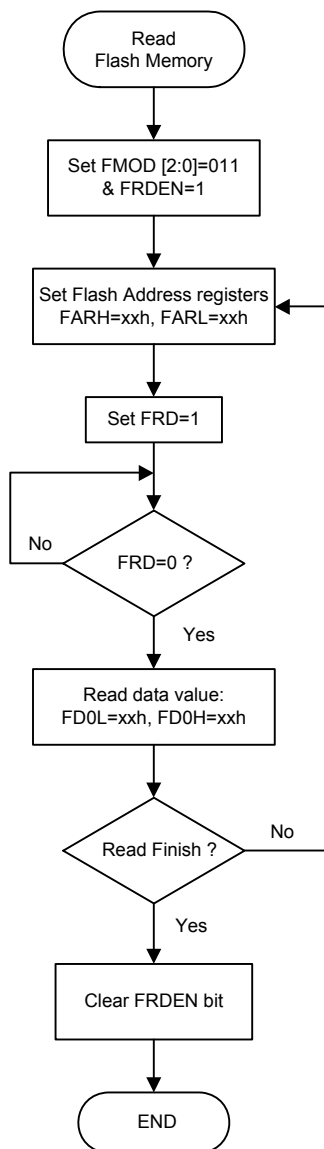 Read
Flash Memory
Set FMOD [2:0]=011
& FRDEN=1
Set Flash Address registers
FARH=xxh, FARL=xxh
Set FRD=1
No
FRD=0 ?
Yes
Read data value:
FD0L=xxh, FD0H=xxh
Read Finish ?
No
Yes
Clear FRDEN bit
END